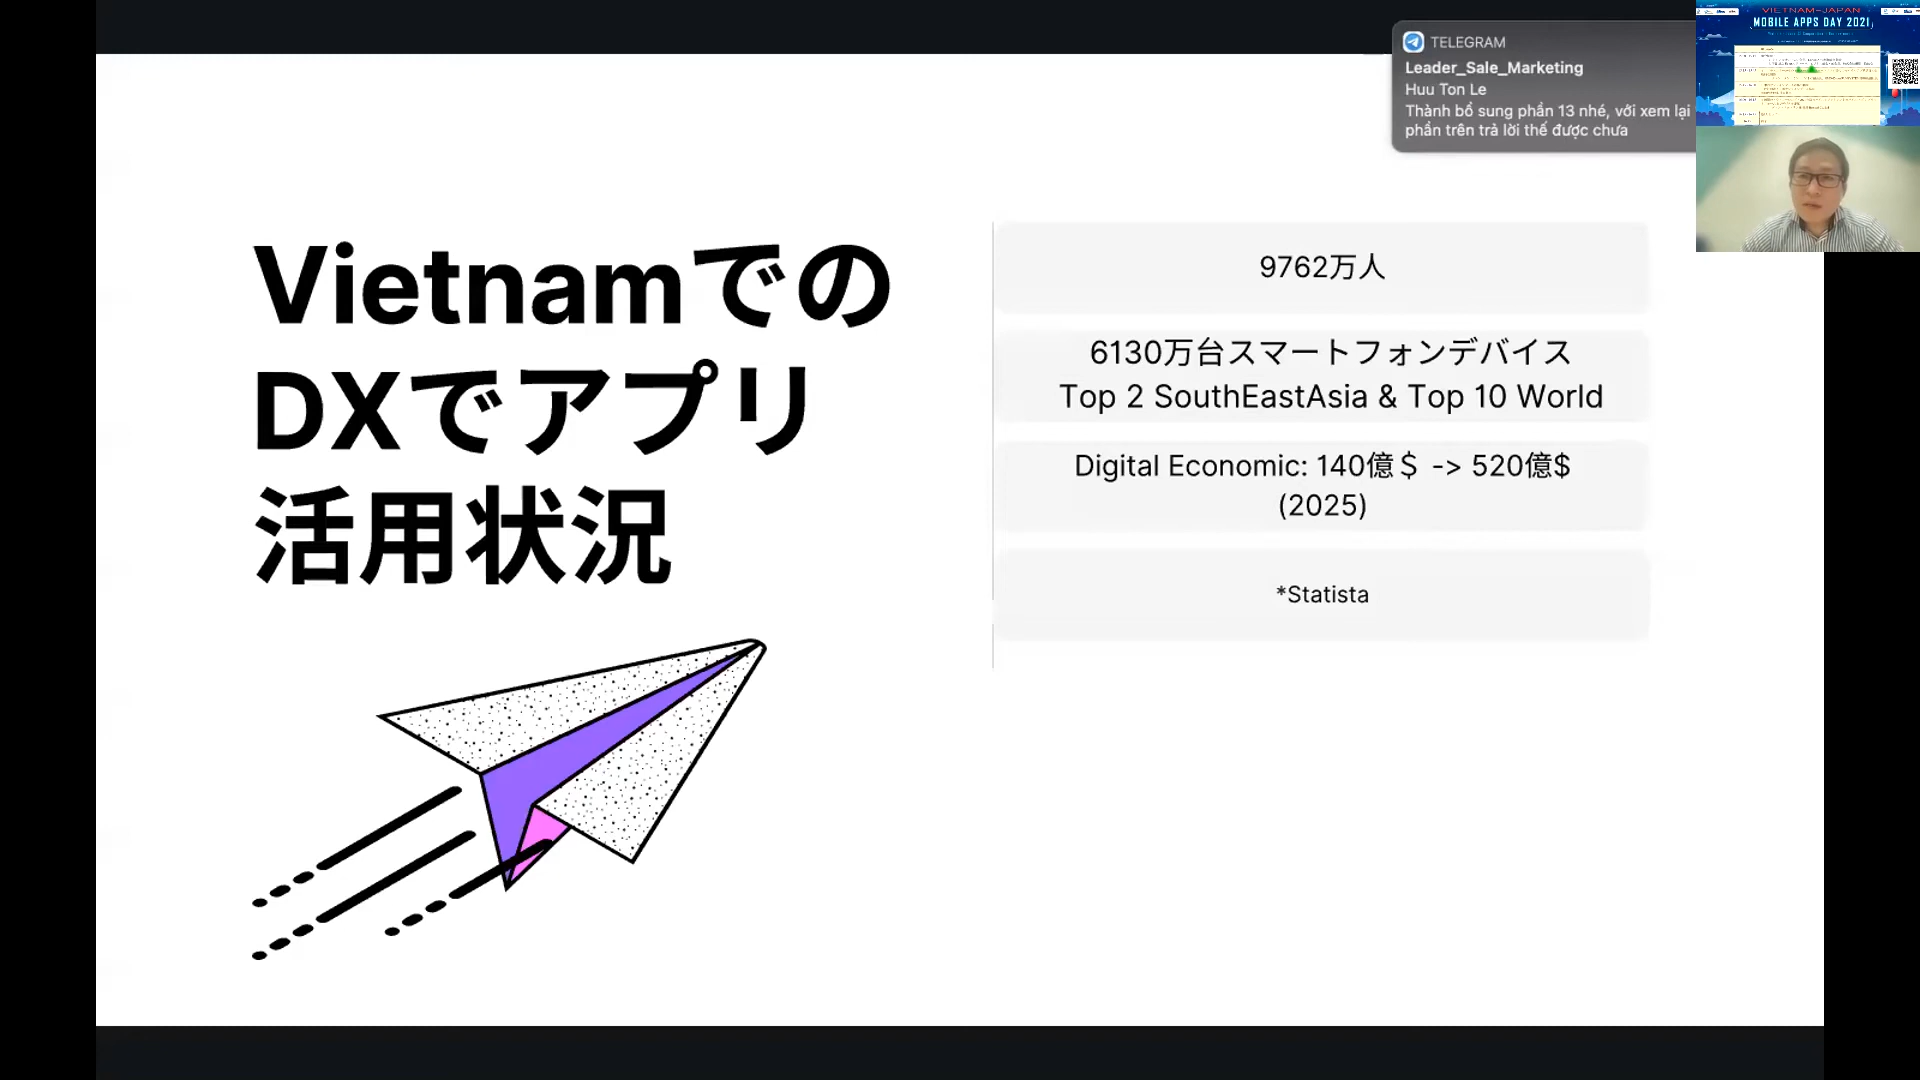 VIETNAM-JAPAN
MOBILE APPS DAY 2021
TELEGRAM
Leader_Sale_Marketing
Huu Ton Le
Thành bổ sung phần 13 nhé, với xem lại
phần trên trả lời thế được chưa
Vietnamでの
DXでアプリ
活用状況
9762万人
6130万台スマートフォンデバイス
Top 2 SouthEastAsia & Top 10 World
Digital Economic: 140億＄ -> 520億$
(2025)
*Statista